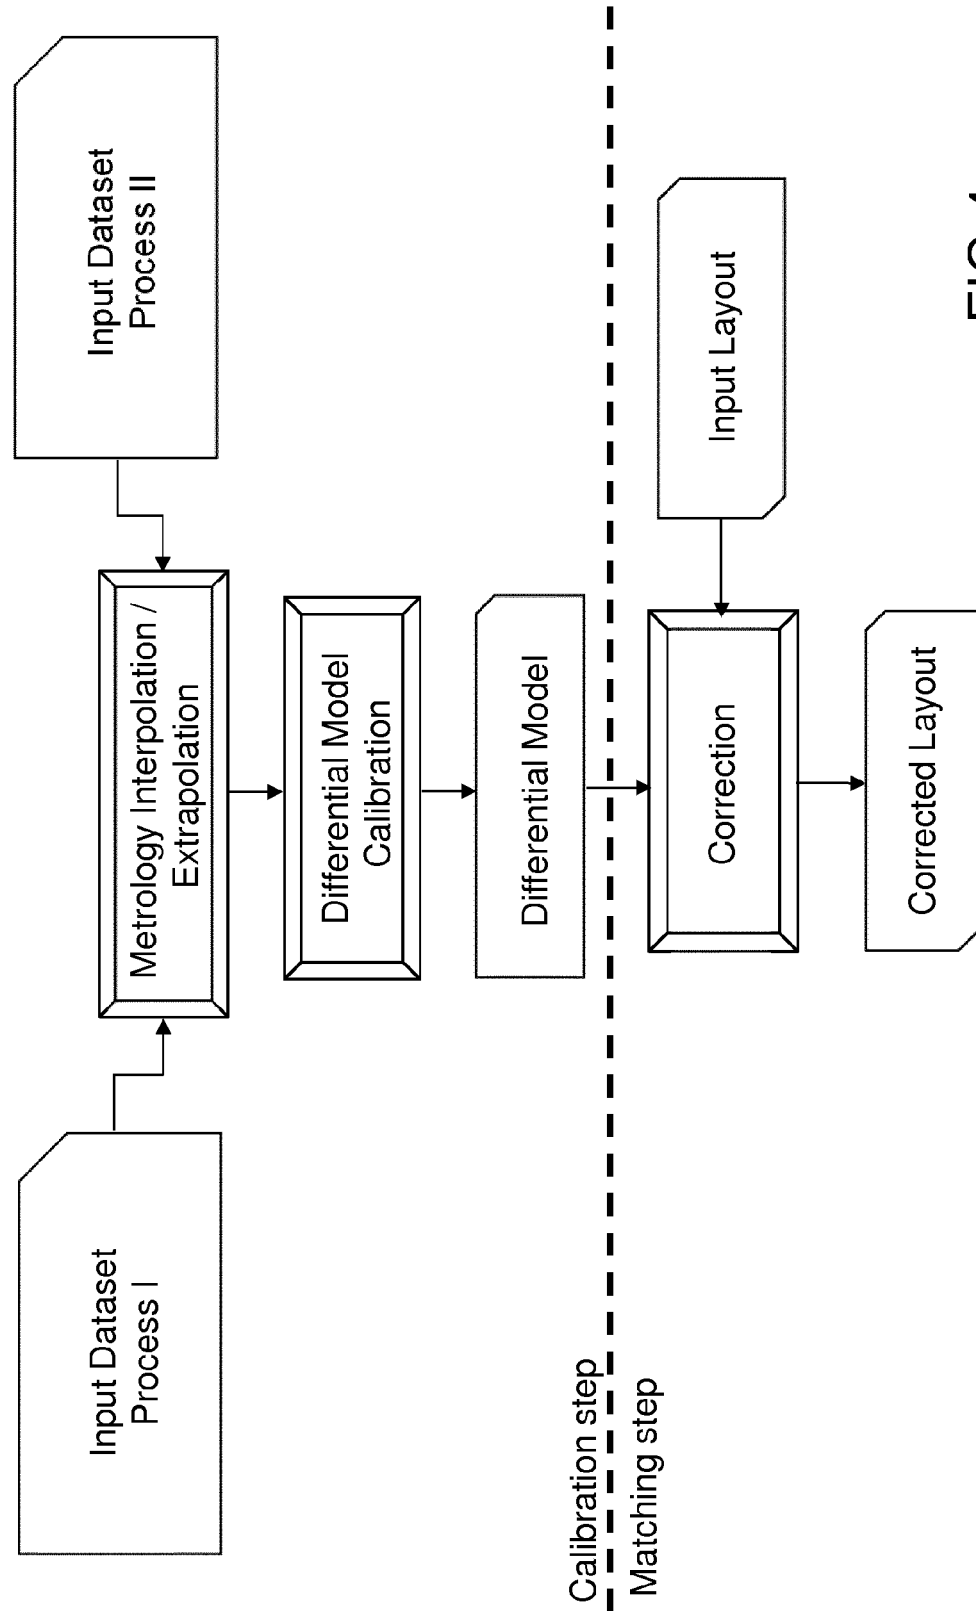 Input Dataset
Process I
Input Dataset
Process II
Metrology Interpolation /
Extrapolation
Differential Model
Calibration
Differential Model
Calibration step
Matching step
Correction
Input Layout
Corrected Layout